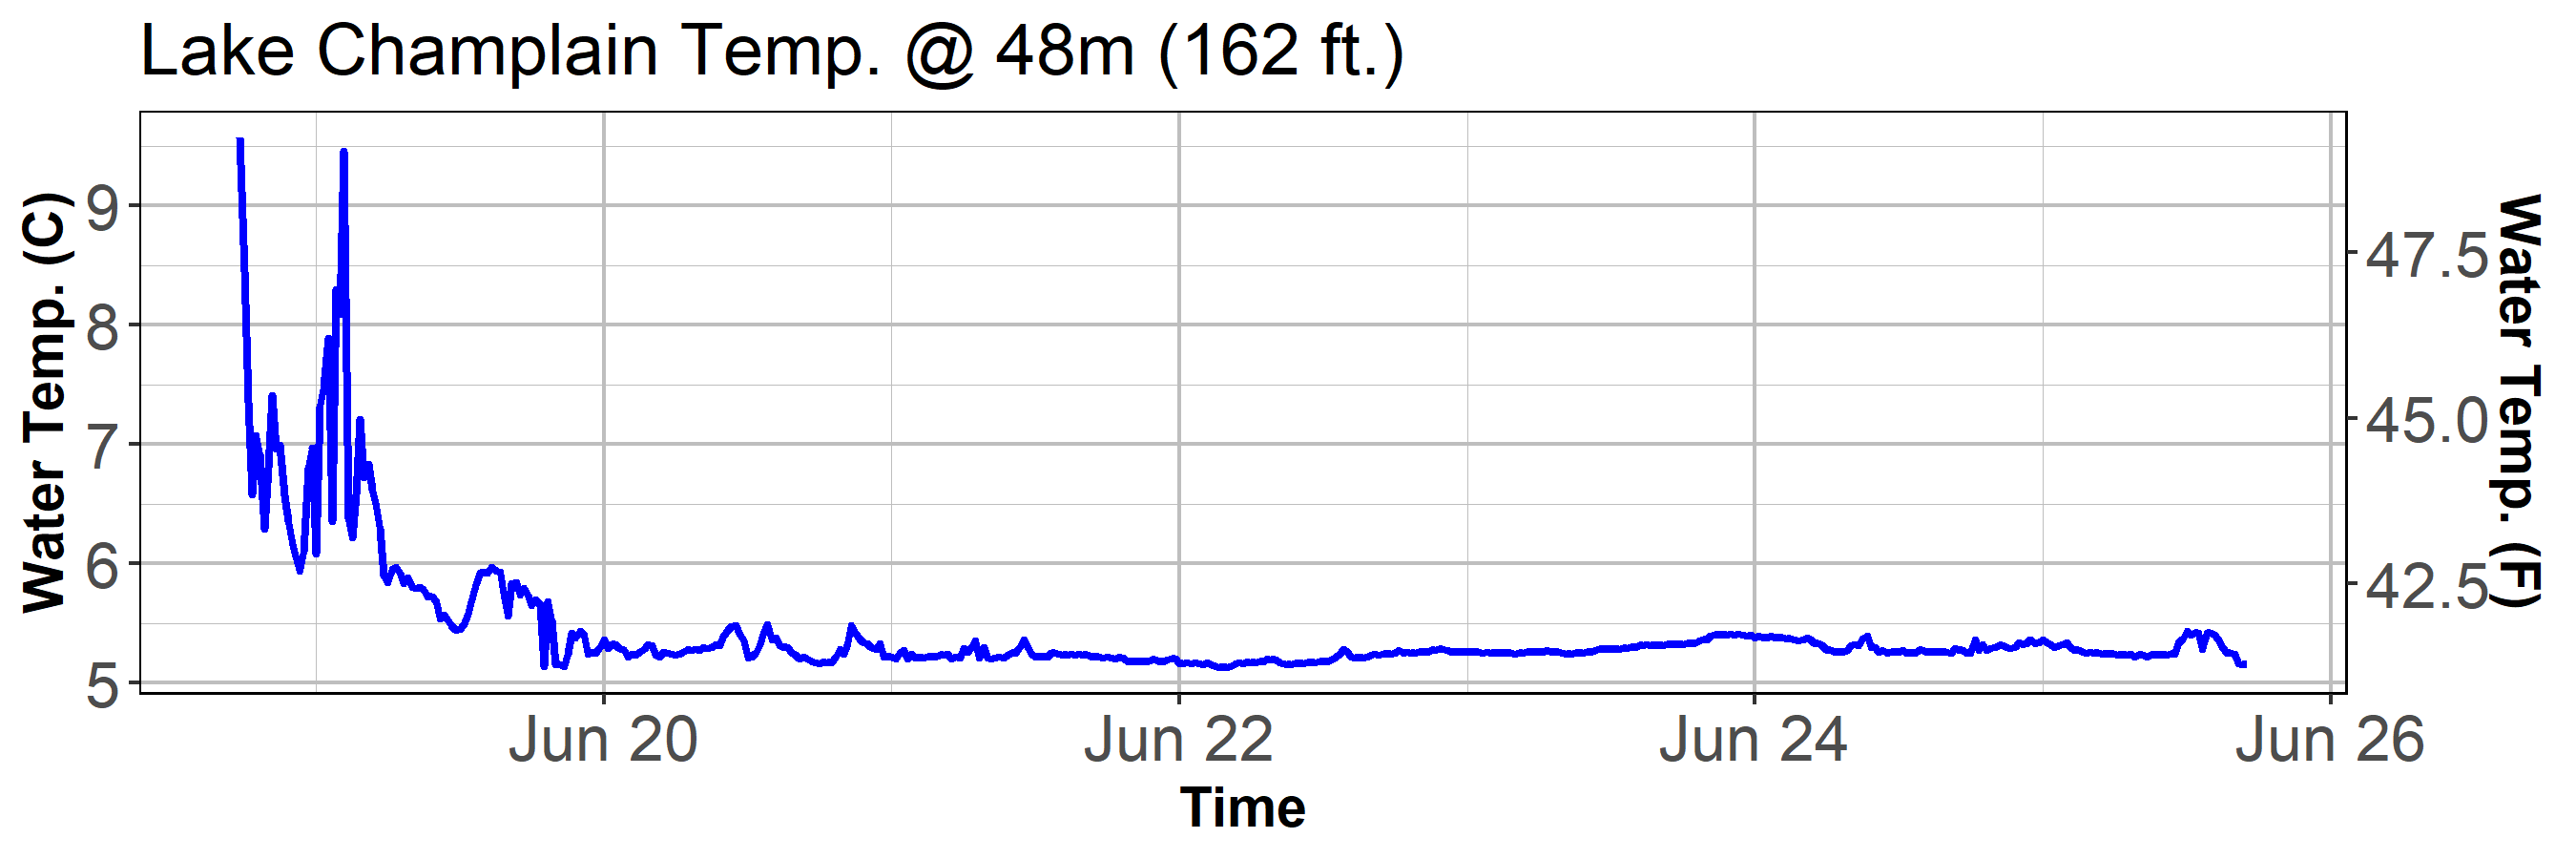 Lake Champlain Temp. @ 48m (162 ft.)
Water Temp. (C)
9
8
7
6
5
47.5
45.0
42.5
Water Temp. (F)
Jun 20
Jun 22
Jun 24
Jun 26
Time